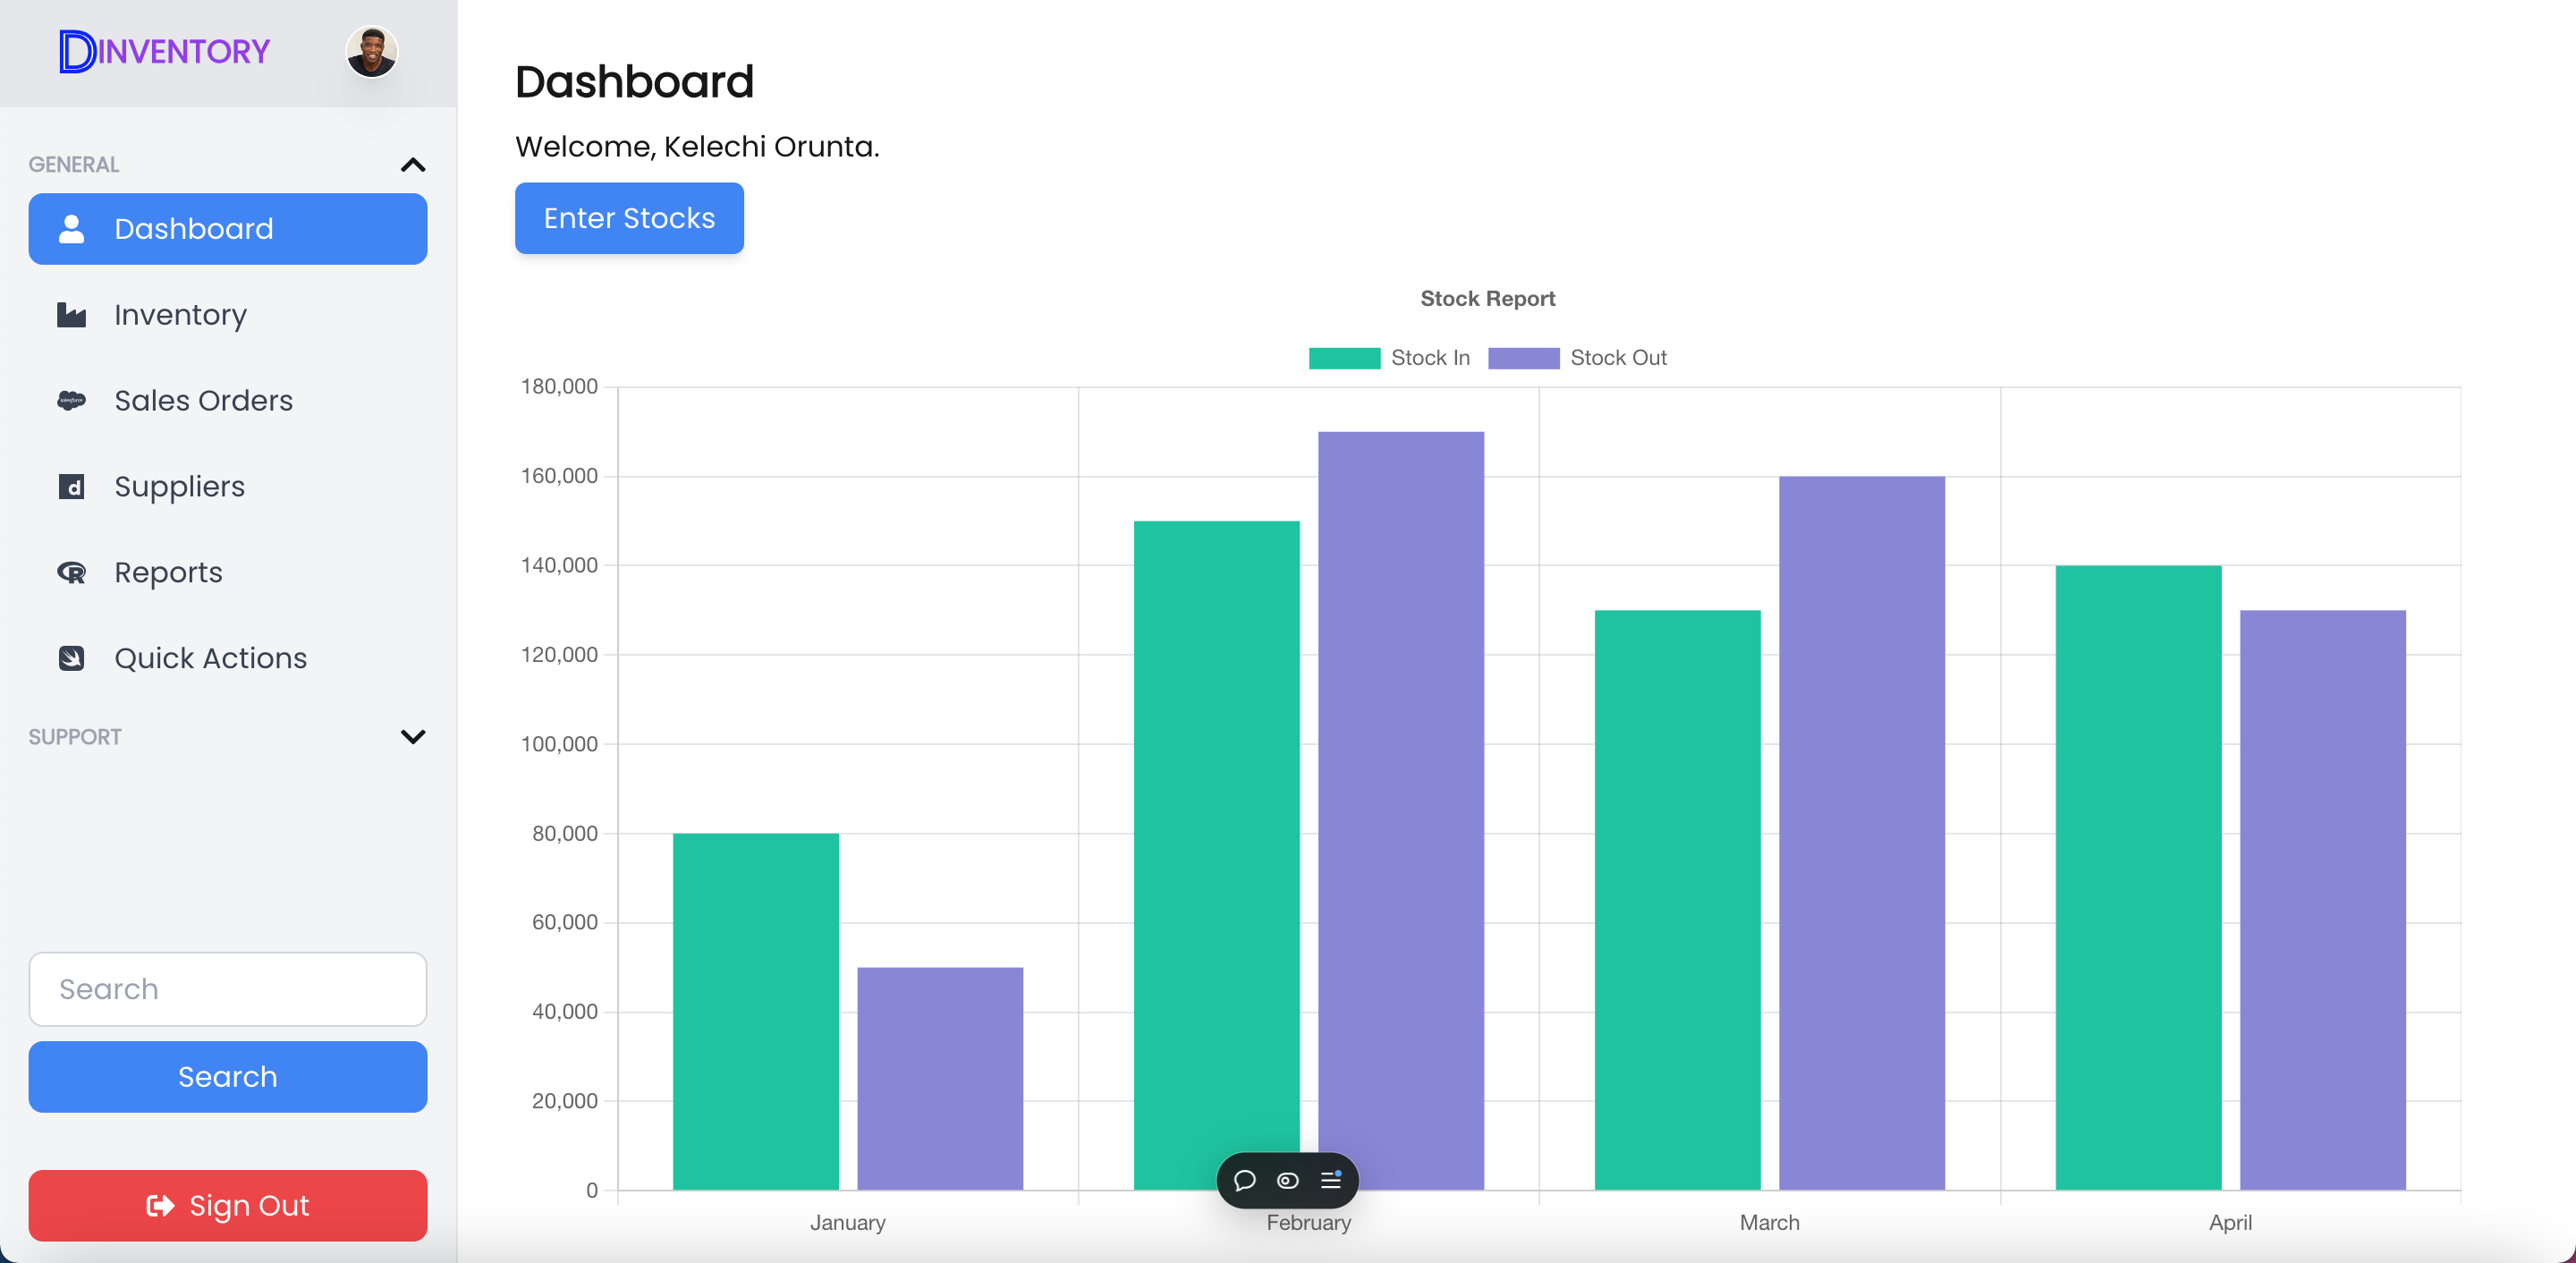 DINVENTORY
GENERAL
Dashboard
Inventory
Sales Orders
Suppliers
Reports
Quick Actions
SUPPORT
Search
Search
Sign Out
Dashboard
Welcome, Kelechi Orunta.
Enter Stocks
Stock Report
Stock In Stock Out
180,000
160,000
140,000
120,000
100,000
80,000
60,000
40,000
20,000
0
January February March April